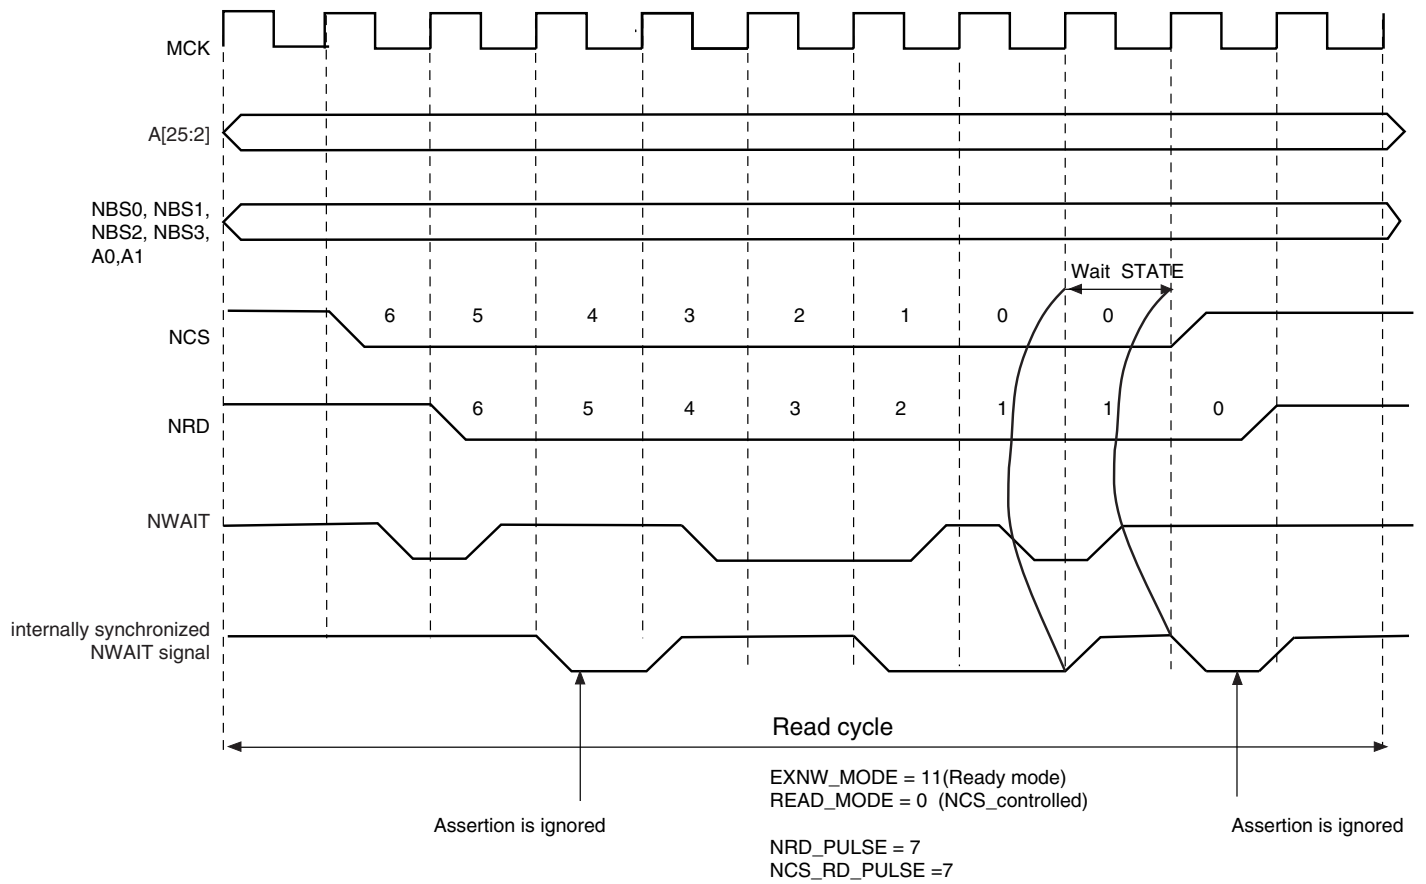 MCK
A[25:2]
NBS0, NBS1,
NBS2, NBS3,
A0,A1
Wait STATE
NCS
6 5 4 3 2 1 0 0
NRD
6 5 4 3 2 1 1 0
NWAIT
internally synchronized
NWAIT signal
Read cycle
EXNW_MODE = 11(Ready mode)
READ_MODE = 0 (NCS_controlled)
Assertion is ignored
Assertion is ignored
NRD_PULSE = 7
NCS_RD_PULSE =7